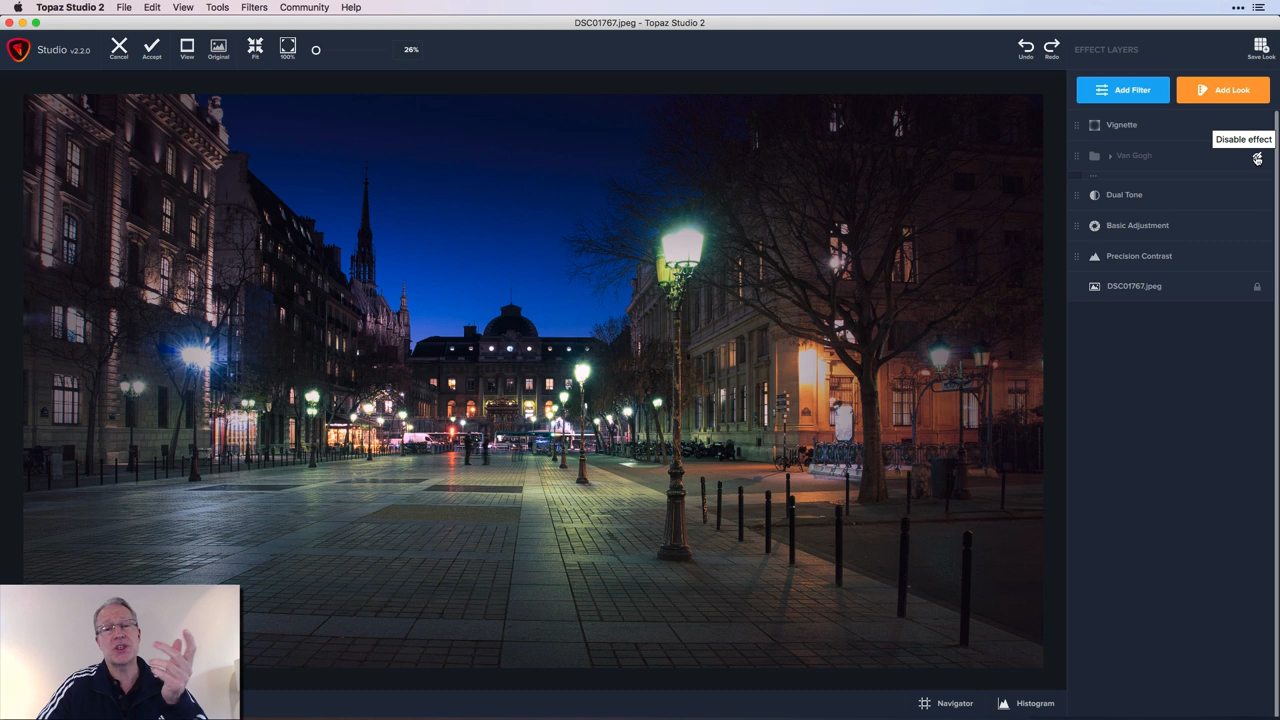 Topaz Studio 2 File Edit View Tools Filters Community Help
DSC01767.jpeg - Topaz Studio 2
Studio v2.2.0
Cancel
Accept
View
Original
Fit
100%
26%
Undo
Redo
EFFECT LAYERS
Save Look
Add Filter
Add Look
Vignette
Disable effect
Van Gogh
Dual Tone
Basic Adjustment
Precision Contrast
DSC01767.jpeg
Navigator
Histogram